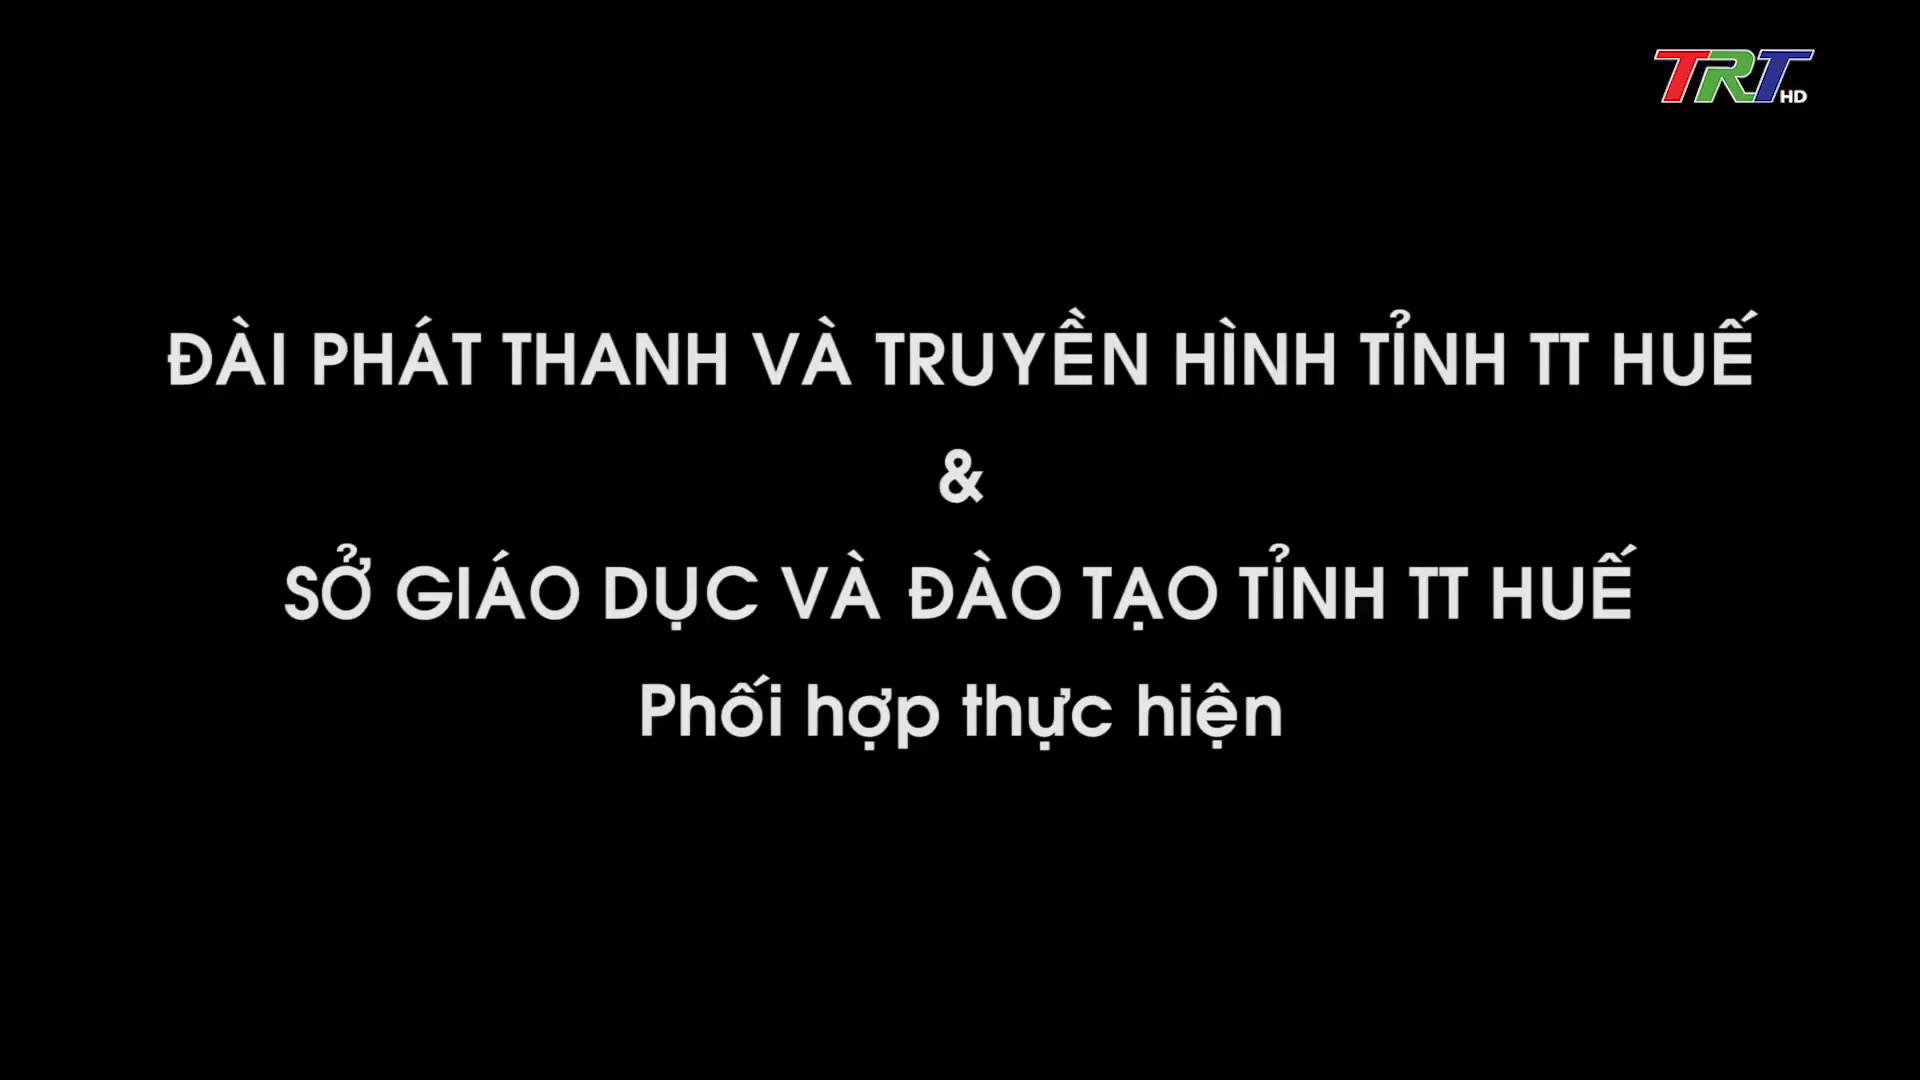 TRT HD
ĐÀI PHÁT THANH VÀ TRUYỀN HÌNH TỈNH TT HUẾ
&
SỞ GIÁO DỤC VÀ ĐÀO TẠO TỈNH TT HUẾ
Phối hợp thực hiện